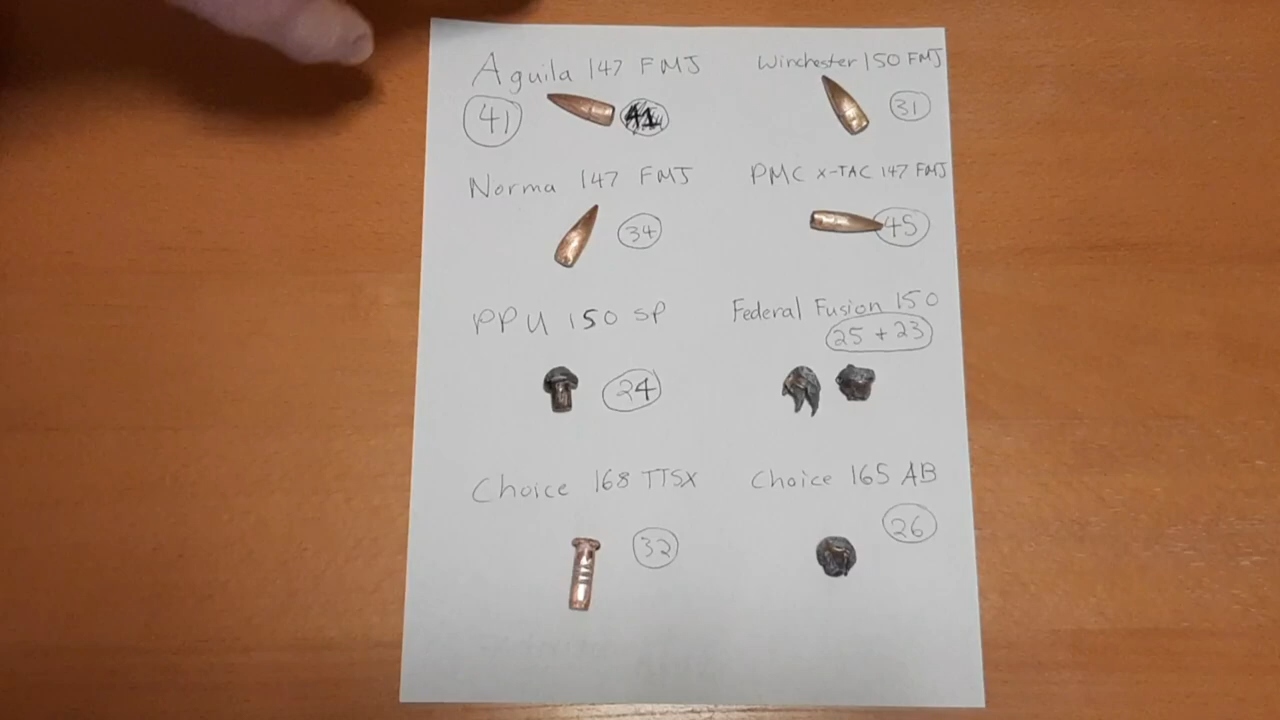 Aguila 147 FMJ
41
Winchester 150 FMJ
31
Norma 147 FMJ
34
PMC X-TAC 147 FMJ
45
PPU 150 SP
24
Federal Fusion 150
25 + 23
Choice 168 TTSX
32
Choice 165 AB
26